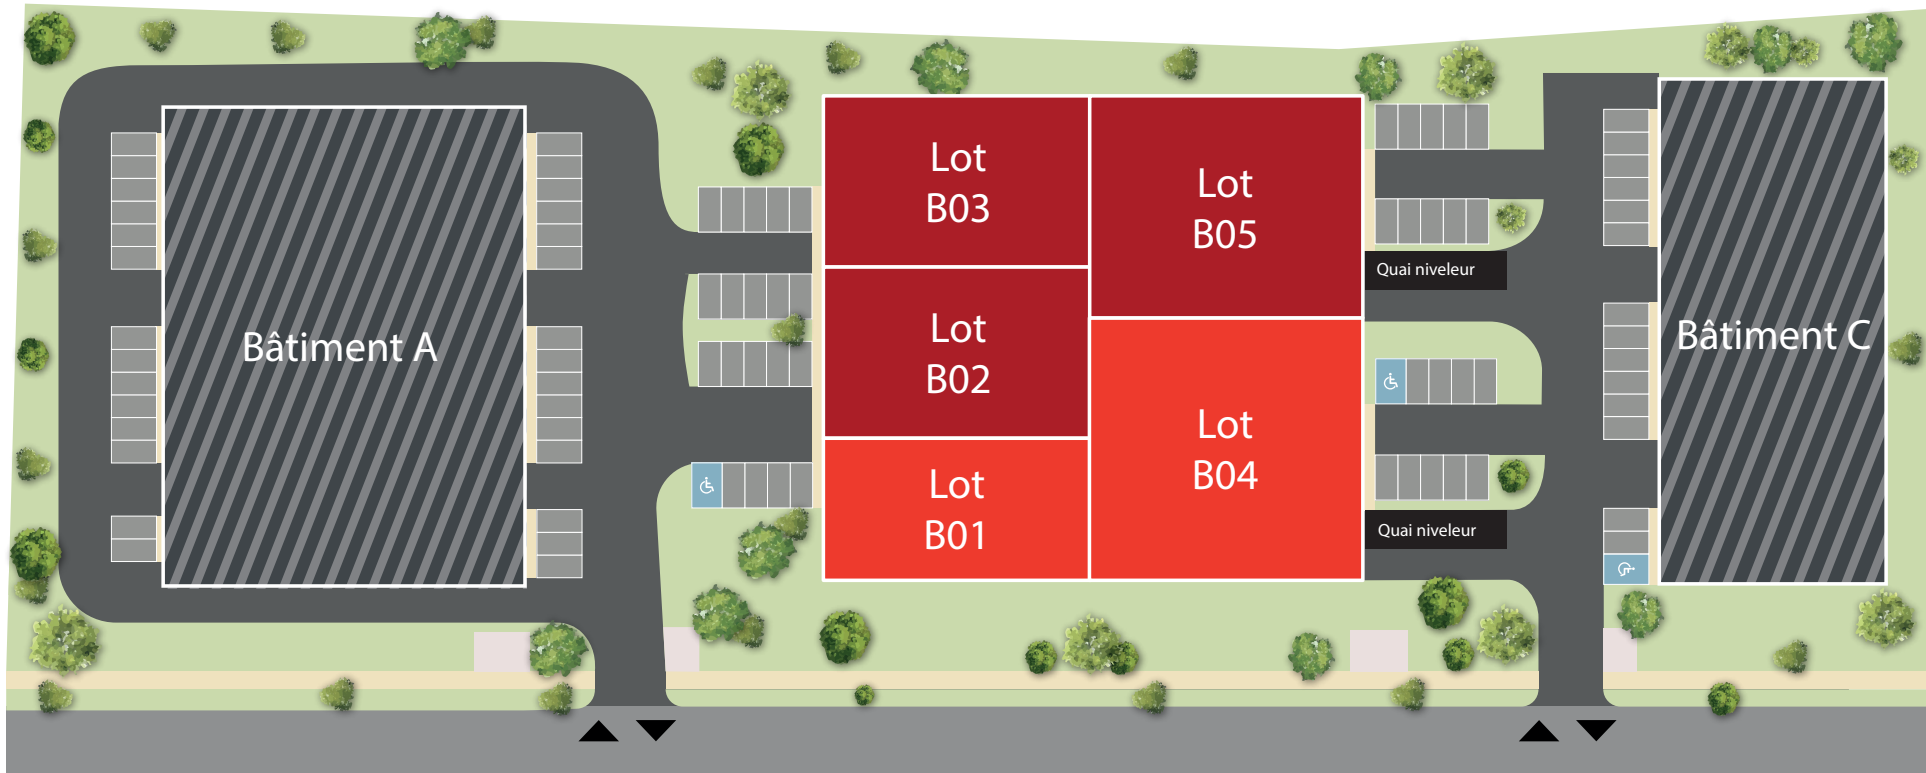 Bâtiment A
Lot
B03
Lot
B02
Lot
B01
Lot
B05
Lot
B04
Quai niveleur
Quai niveleur
Bâtiment C